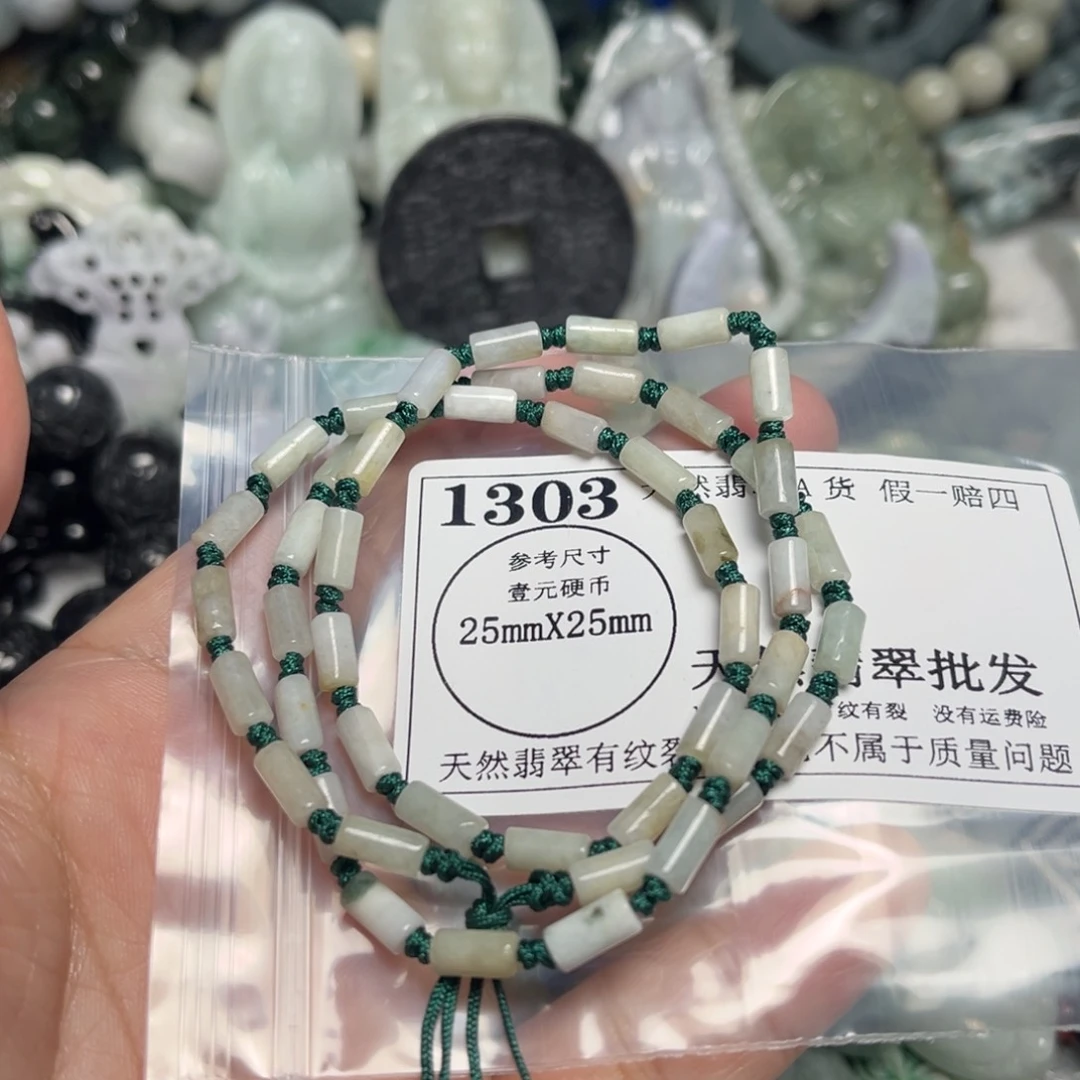 1303
然翡 A货 假一赔四
参考尺寸
壹元硬币
25mmX25mm
天 翠批发
纹有裂 没有运费险
天然翡翠有纹 不属于质量问题